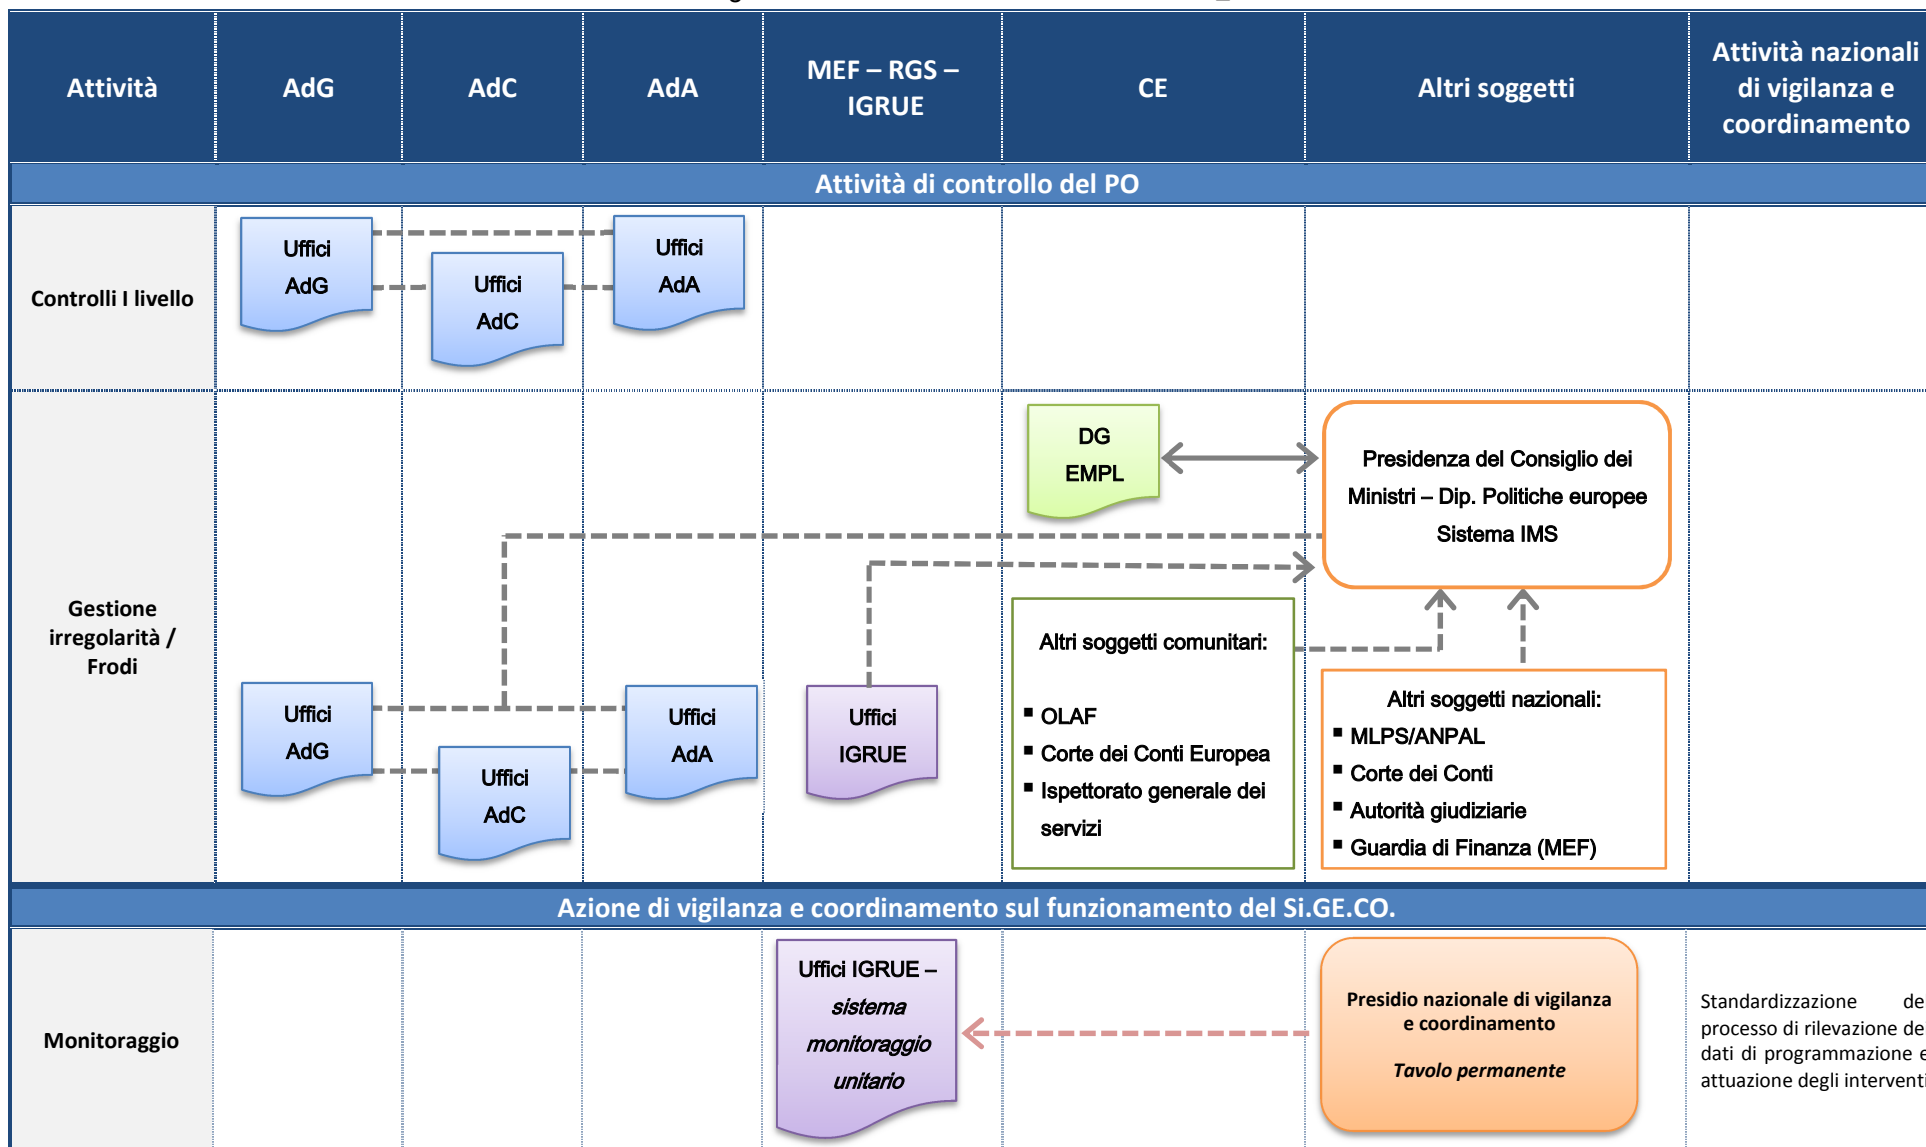 Attività
AdG
AdC
AdA
MEF – RGS –
IGRUE
CE
Altri soggetti
Attività nazionali
di vigilanza e
coordinamento
Attività di controllo del PO
Controlli I livello
Uffici
AdG
Uffici
AdC
Uffici
AdA
Gestione
irregolarità /
Frodi
DG
EMPL
Presidenza del Consiglio dei
Ministri – Dip. Politiche europee
Sistema IMS
Uffici
AdG
Uffici
AdC
Uffici
AdA
Uffici
IGRUE
Altri soggetti comunitari:
▪ OLAF
▪ Corte dei Conti Europea
▪ Ispettorato generale dei
servizi
Altri soggetti nazionali:
▪ MLPS/ANPAL
▪ Corte dei Conti
▪ Autorità giudiziarie
▪ Guardia di Finanza (MEF)
Azione di vigilanza e coordinamento sul funzionamento del Si.GE.CO.
Monitoraggio
Uffici IGRUE –
sistema
monitoraggio
unitario
Presidio nazionale di vigilanza
e coordinamento
Tavolo permanente
Standardizzazione
processo di rilevazione
dati di programmazione e
attuazione degli interventi